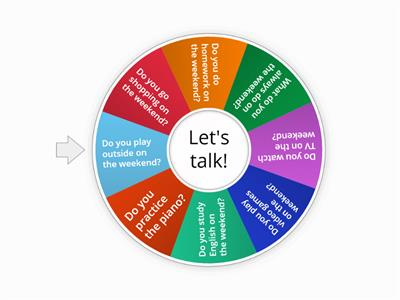 Let's
talk!
Do you do
homework on
the weekend?
What do you
always do on
the weekend?
Do you watch
TV on the
weekend?
Do you play
video games
on the
weekend?
Do you study
English on
the weekend?
Do you
practice
the piano?
Do you play
outside on
the weekend?
Do you go
shopping on
the weekend?